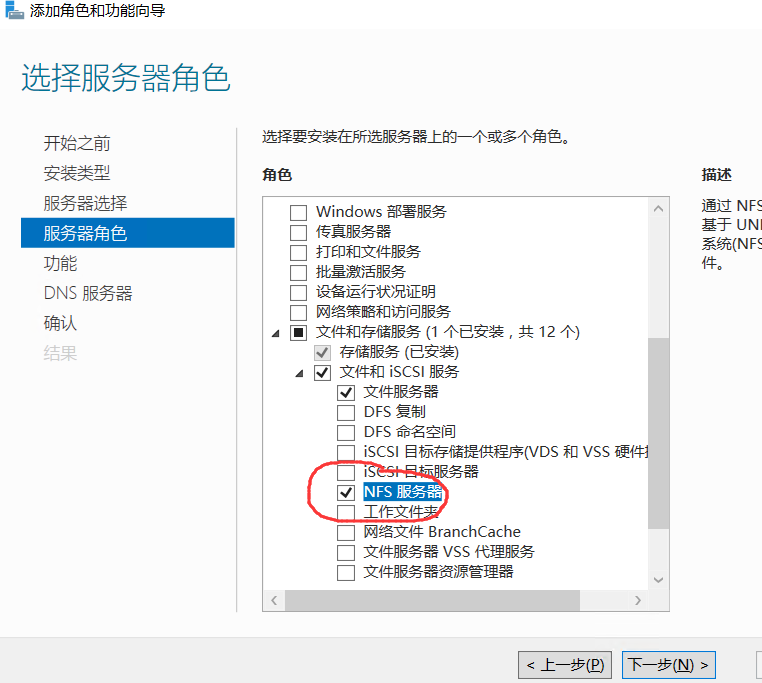 添加角色和功能向导
选择服务器角色
开始之前
安装类型
服务器选择
服务器角色
功能
DNS 服务器
确认
结果
选择要安装在所选服务器上的一个或多个角色。
角色
Windows 部署服务
传真服务器
打印和文件服务
批量激活服务
设备运行状况证明
网络策略和访问服务
文件和存储服务 (1 个已安装，共 12 个)
存储服务 (已安装)
文件和 iSCSI 服务
文件服务器
DFS 复制
DFS 命名空间
iSCSI 目标存储提供程序(VDS 和 VSS 硬件
iSCSI 目标服务器
NFS 服务器
工作文件夹
网络文件 BranchCache
文件服务器 VSS 代理服务
文件服务器资源管理器
描述
通过 NFS
基于 UNI
系统(NFS
件。
< 上一步(P)
下一步(N) >